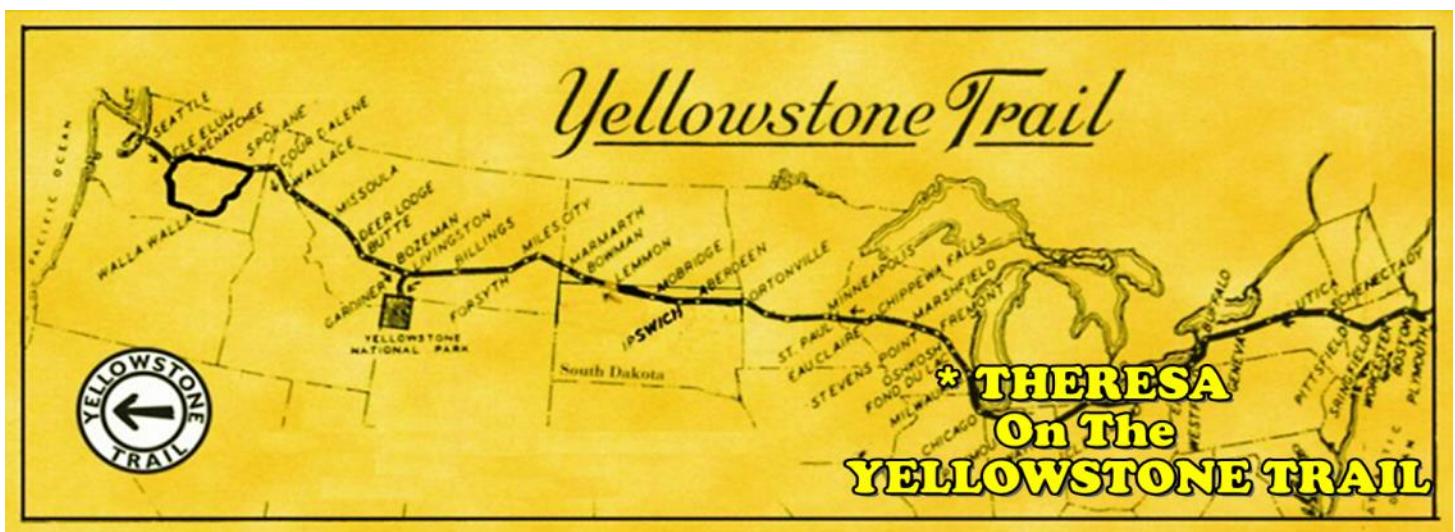 Yellowstone Trail
PACIFIC OCEAN
SEATTLE
CLE ELUM
WENATCHEE
SPOKANE
COUR D'ALENE
WALLACE
WALLA WALLA
MISSOULA
DEER LODGE
BUTTE
BOZEMAN
LIVINGSTON
BILLINGS
GARDINER
YELLOWSTONE
NATIONAL PARK
FORSYTH
MILES CITY
MARMARTH
BOWMAN
LEMMON
MOBRIDGE
IPSWICH
ABERDEEN
ORTONVILLE
South Dakota
MINNEAPOLIS
ST. PAUL
EAU CLAIRE
CHIPPEWA FALLS
STEVENS POINT
MARSHFIELD
FREMONT
OSHKOSH
FOND DU LAC
CHICAGO
BUFFALO
GENEVA
UTICA
SCHENECTADY
PITTSFIELD
WORCESTER
BOSTON
PLYMOUTH
YELLOWSTONE
TRAIL
* THERESA
On The
YELLOWSTONE TRAIL